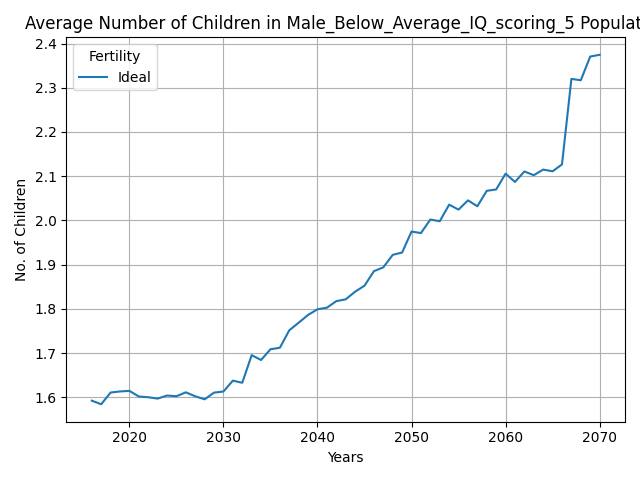 Average Number of Children in Male_Below_Average_IQ_scoring_5 Populat
Fertility
Ideal
2.4
2.3
2.2
2.1
2.0
1.9
1.8
1.7
1.6
No. of Children
2020 2030 2040 2050 2060 2070
Years